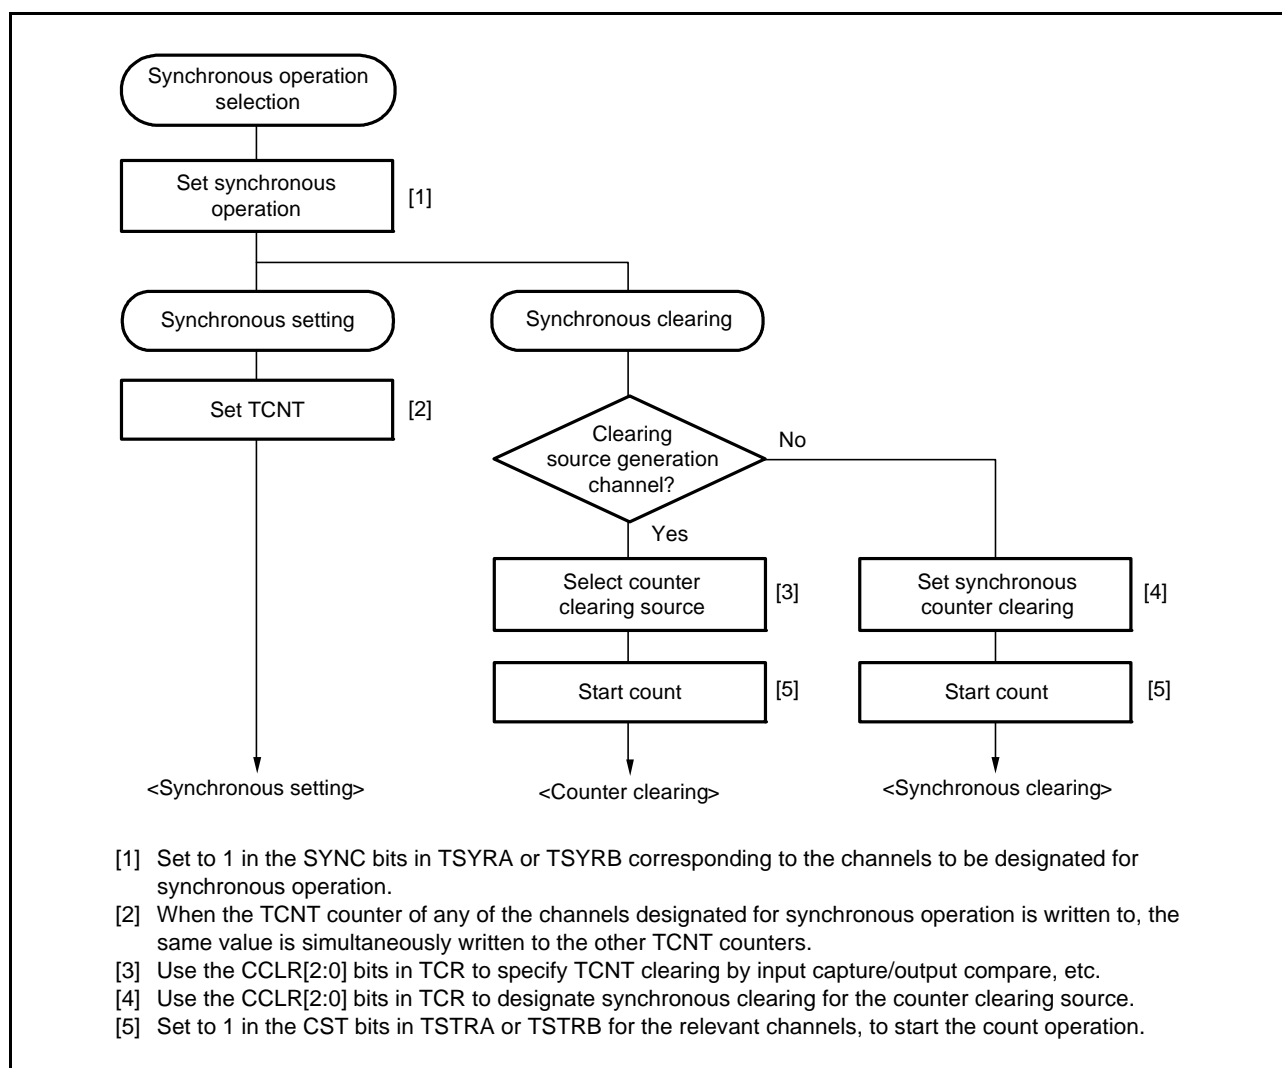 Synchronous operation
selection
Set synchronous
operation
[1]
Synchronous setting
Synchronous clearing
Set TCNT
[2]
Clearing
source generation
channel?
No
Yes
Select counter
clearing source
[3]
Set synchronous
counter clearing
[4]
Start count
[5]
Start count
[5]
<Synchronous setting>
<Counter clearing>
<Synchronous clearing>
[1] Set to 1 in the SYNC bits in TSYRA or TSYRB corresponding to the channels to be designated for
synchronous operation.
[2] When the TCNT counter of any of the channels designated for synchronous operation is written to, the
same value is simultaneously written to the other TCNT counters.
[3] Use the CCLR[2:0] bits in TCR to specify TCNT clearing by input capture/output compare, etc.
[4] Use the CCLR[2:0] bits in TCR to designate synchronous clearing for the counter clearing source.
[5] Set to 1 in the CST bits in TSTRA or TSTRB for the relevant channels, to start the count operation.